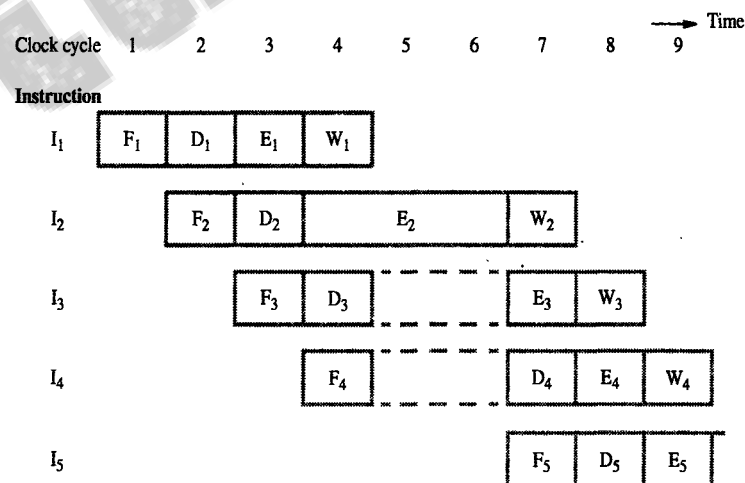 Time
Clock cycle 1 2 3 4 5 6 7 8 9
Instruction
I₁ F₁ D₁ E₁ W₁
I₂ F₂ D₂ E₂ W₂
I₃ F₃ D₃ E₃ W₃
I₄ F₄ D₄ E₄ W₄
I₅ F₅ D₅ E₅